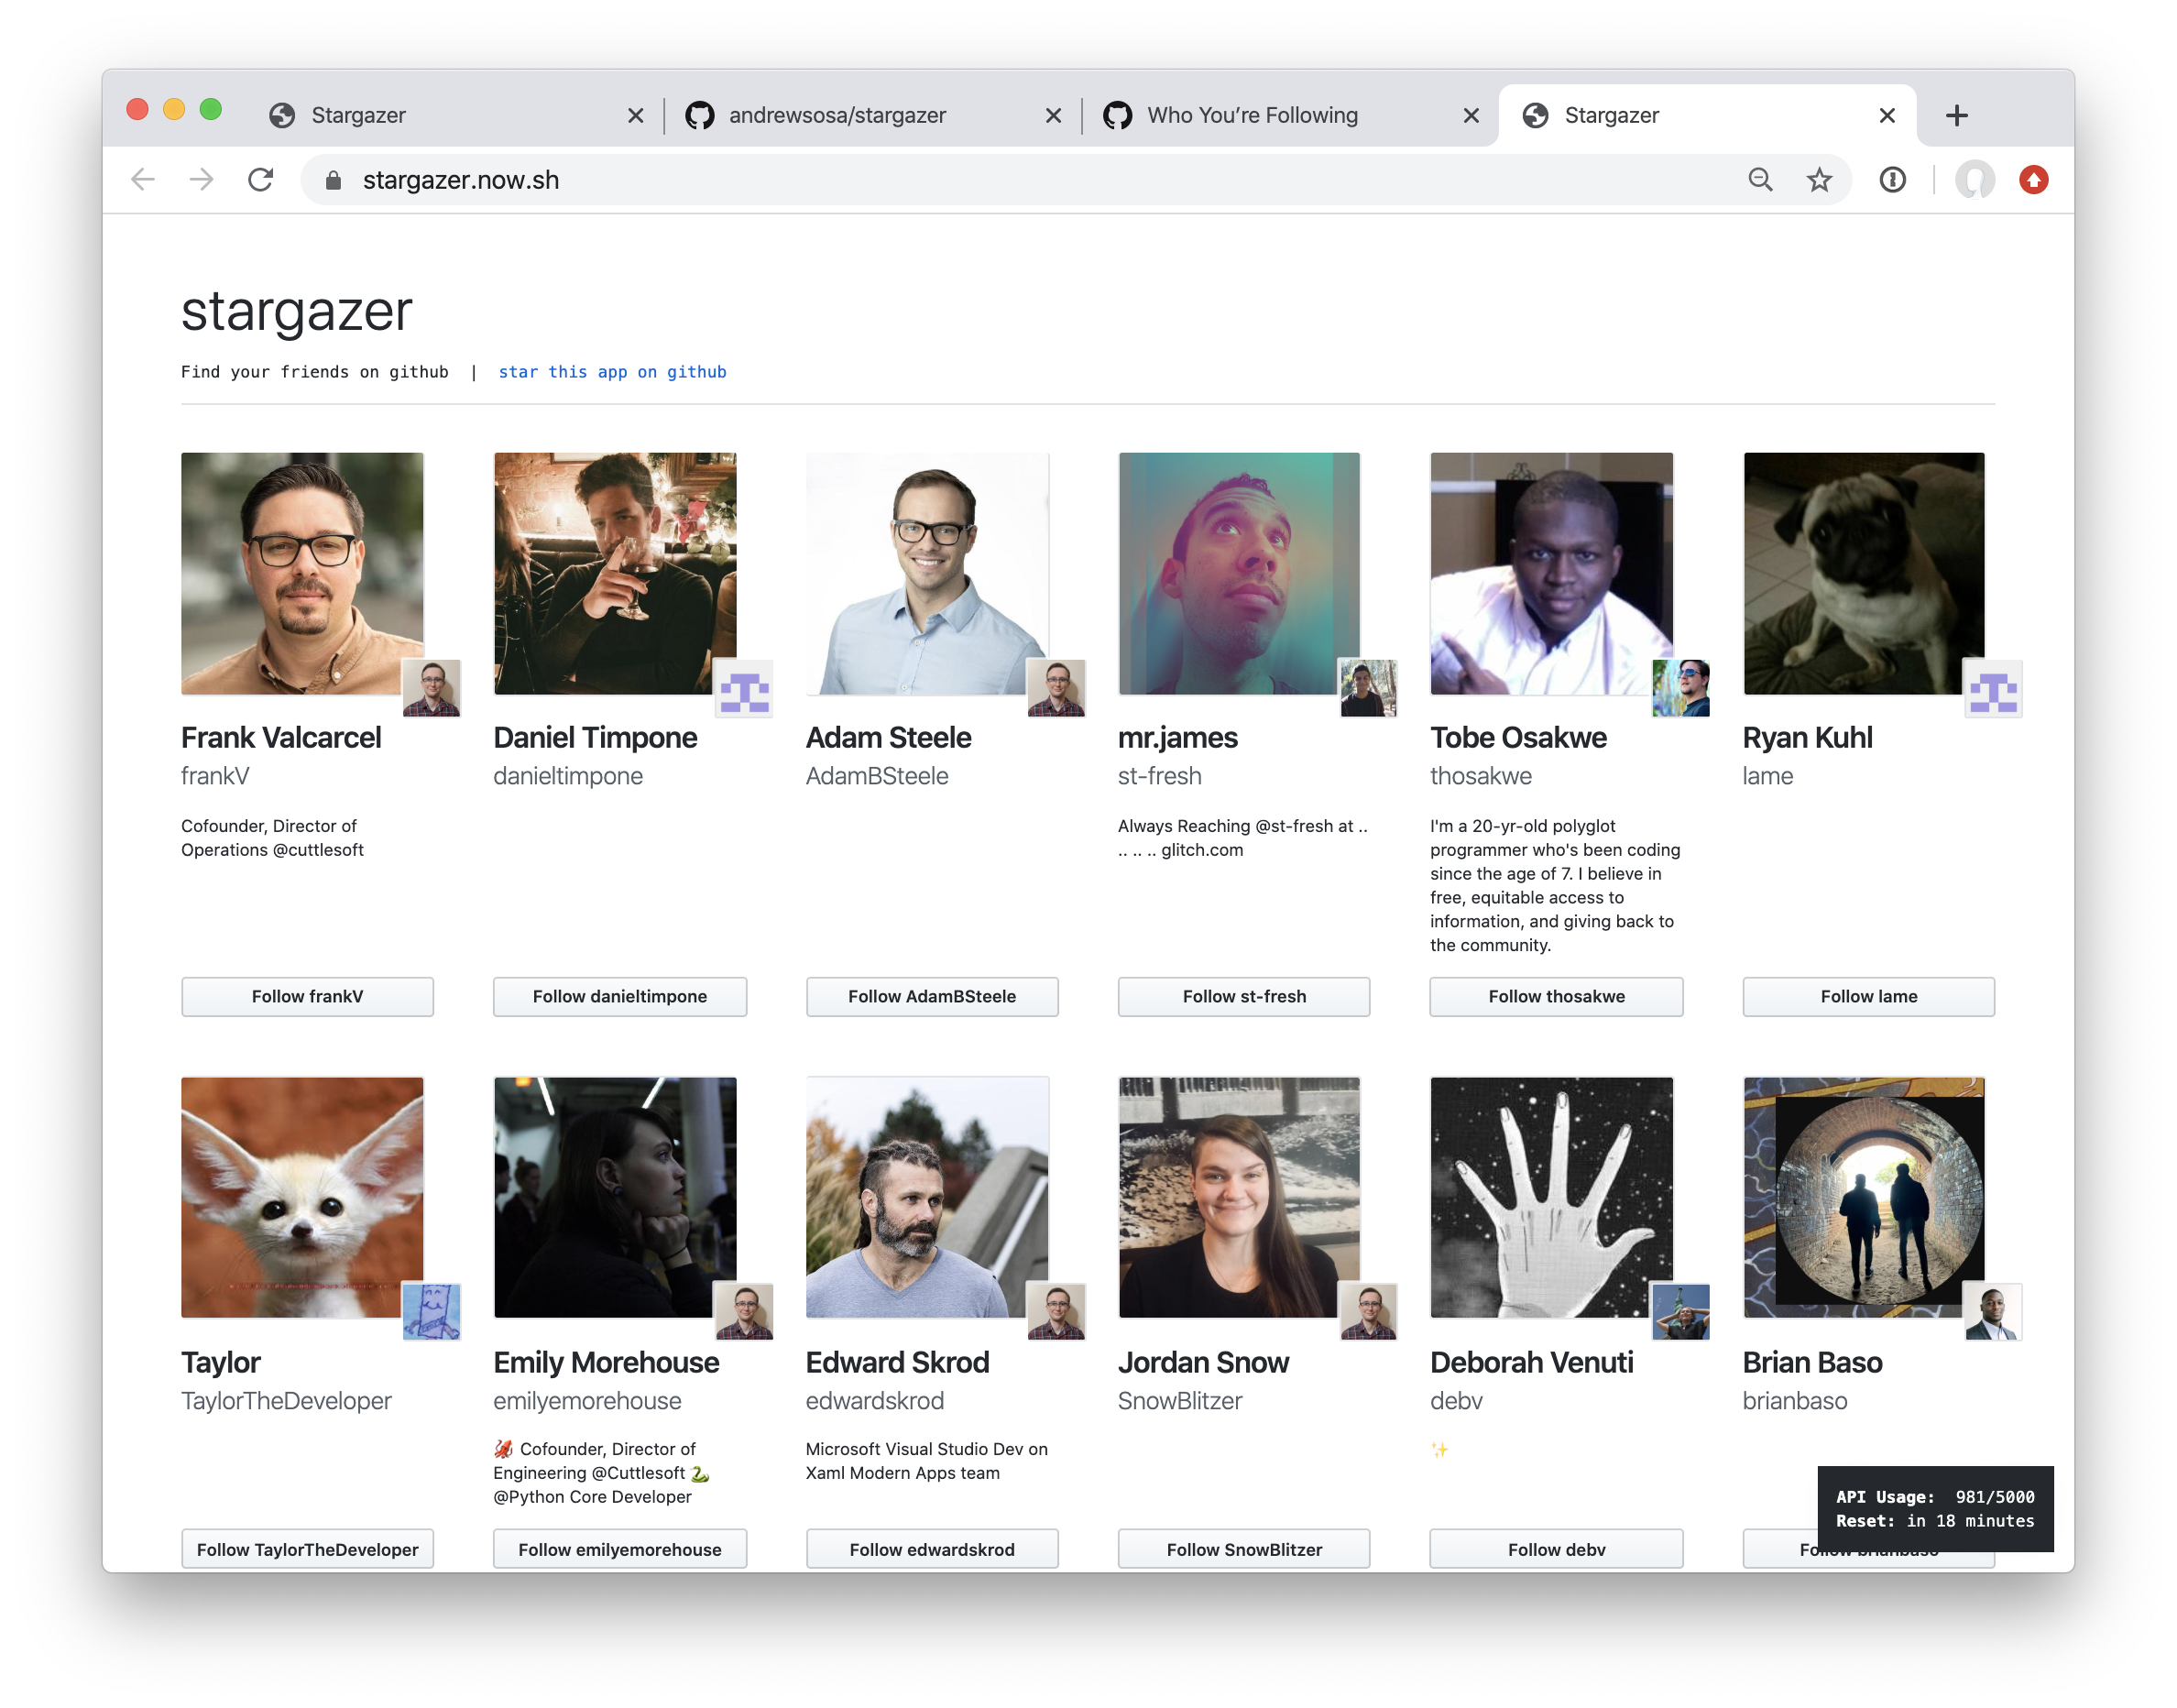 Stargazer
andrewsosa/stargazer
Who You’re Following
Stargazer
stargazer.now.sh
stargazer
Find your friends on github | star this app on github
Frank Valcarcel
frankV
Cofounder, Director of
Operations @cuttlesoft
Follow frankV
Daniel Timpone
danieltimpone
Follow danieltimpone
Adam Steele
AdamBSteele
Follow AdamBSteele
mr.james
st-fresh
Always Reaching @st-fresh at ..
.. .. .. glitch.com
Follow st-fresh
Tobe Osakwe
thosakwe
I'm a 20-yr-old polyglot
programmer who's been coding
since the age of 7. I believe in
free, equitable access to
information, and giving back to
the community.
Follow thosakwe
Ryan Kuhl
lame
Follow lame
Taylor
TaylorTheDeveloper
Follow TaylorTheDeveloper
Emily Morehouse
emilyemorehouse
🦑 Cofounder, Director of
Engineering @Cuttlesoft 🐍
@Python Core Developer
Follow emilyemorehouse
Edward Skrod
edwardskrod
Microsoft Visual Studio Dev on
Xaml Modern Apps team
Follow edwardskrod
Jordan Snow
SnowBlitzer
Follow SnowBlitzer
Deborah Venuti
debv
✨
Follow debv
Brian Baso
brianbaso
Follow brianbaso
API Usage: 981/5000
Reset: in 18 minutes